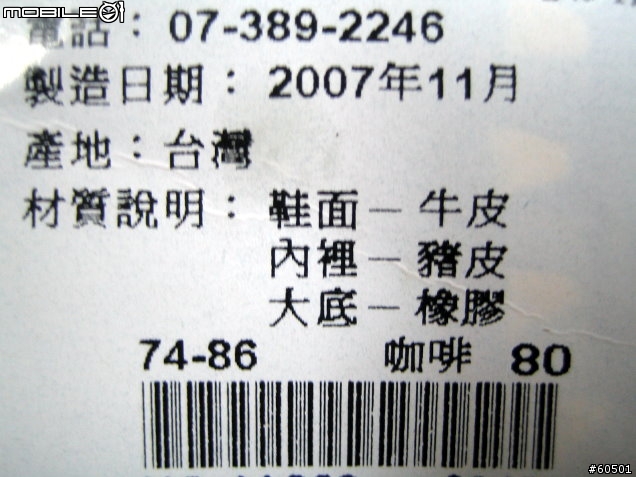 mobile01
電話：07-389-2246
製造日期：2007年11月
產地：台灣
材質說明：鞋面－牛皮
內裡－豬皮
大底－橡膠
74-86 咖啡 80
#60501